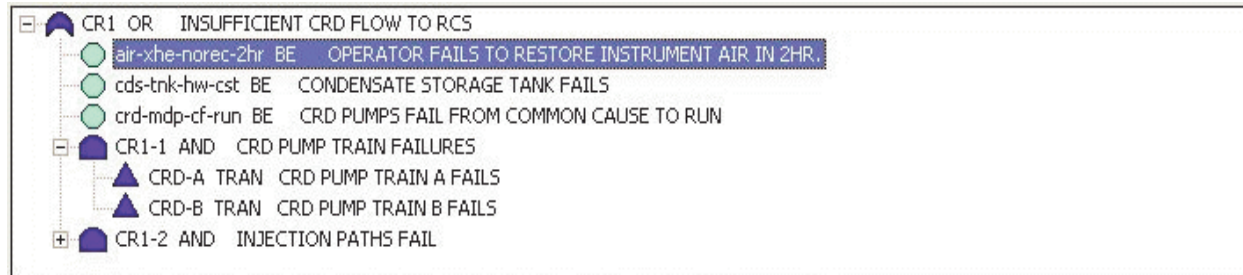 CR1 OR INSUFFICIENT CRD FLOW TO RCS
air-xhe-norec-2hr BE OPERATOR FAILS TO RESTORE INSTRUMENT AIR IN 2HR.
cds-tnk-hw-cst BE CONDENSATE STORAGE TANK FAILS
crd-mdp-cf-run BE CRD PUMPS FAIL FROM COMMON CAUSE TO RUN
CR1-1 AND CRD PUMP TRAIN FAILURES
CRD-A TRAN CRD PUMP TRAIN A FAILS
CRD-B TRAN CRD PUMP TRAIN B FAILS
CR1-2 AND INJECTION PATHS FAIL